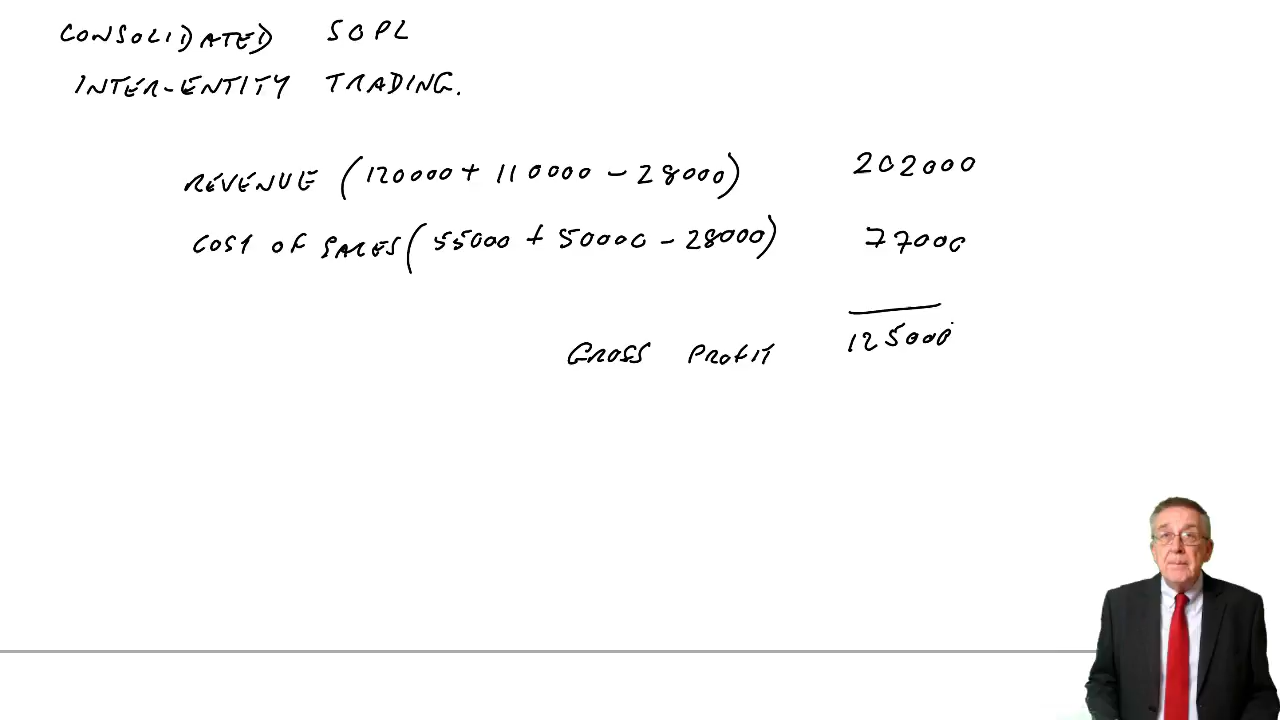 CONSOLIDATED SOPL
INTER-ENTITY TRADING.
REVENUE (120000 + 110000 - 28000) 202000
COST OF SALES (55000 + 50000 - 28000) 77000
GROSS PROFIT 125000